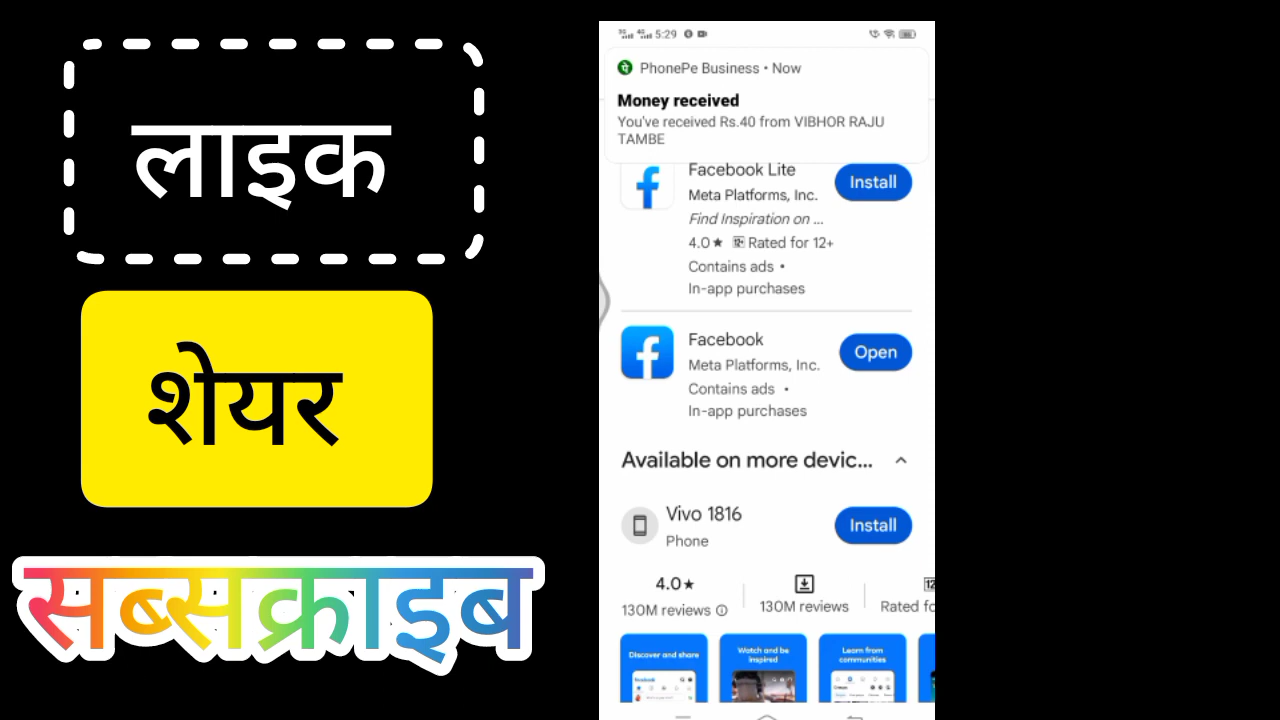 लाइक
शेयर
सब्सक्राइब
5:29
PhonePe Business • Now
Money received
You've received Rs.40 from VIBHOR RAJU
TAMBE
Facebook Lite
Meta Platforms, Inc.
Find Inspiration on ...
4.0★ 12+ Rated for 12+
Contains ads •
In-app purchases
Install
Facebook
Meta Platforms, Inc.
Contains ads •
In-app purchases
Open
Available on more devic...
Vivo 1816
Phone
Install
4.0★
130M reviews
130M reviews
12
Rated fo
Discover and share
Watch and be
inspired
Learn from
communities